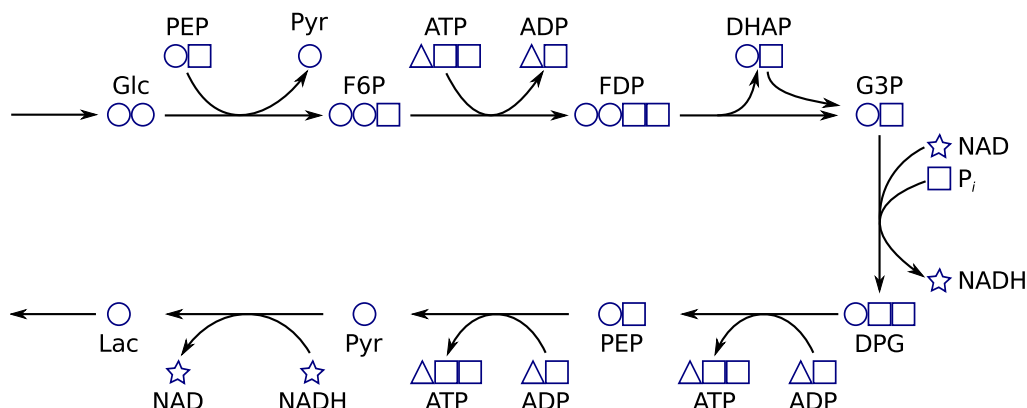 PEP
Pyr
ATP
ADP
DHAP
Glc
F6P
FDP
G3P
NAD
Pᵢ
NADH
Lac
Pyr
PEP
DPG
NAD
NADH
ATP
ADP
ATP
ADP